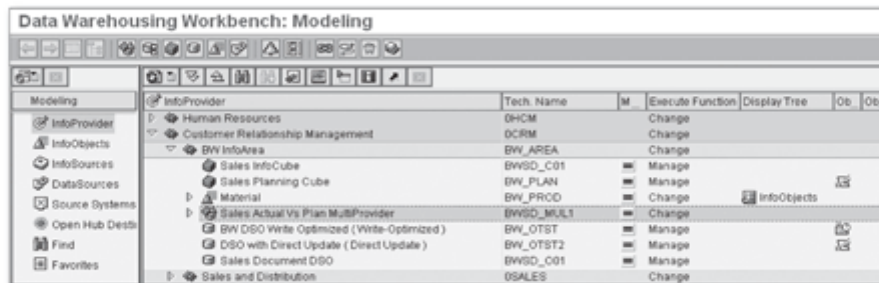 Data Warehousing Workbench: Modeling
Modeling
InfoProvider
InfoObjects
InfoSources
DataSources
Source Systems
Open Hub Desti
Find
Favorites
InfoProvider Tech. Name M... Execute Function Display Tree Ob... Ob
Human Resources 0HCM Change
Customer Relationship Management 0CRM Change
BW InfoArea BW_AREA Change
Sales InfoCube BWSD_C01 Manage
Sales Planning Cube BW_PLAN Manage
Material BW_PROD Change InfoObjects
Sales Actual Vs Plan MultiProvider BWSD_MUL1 Change
BW DSO Write Optimized ( Write-Optimized ) BW_OTST Manage
DSO with Direct Update ( Direct Update ) BW_OTST2 Manage
Sales Document DSO BWSD_O01 Manage
Sales and Distribution 0SALES Change